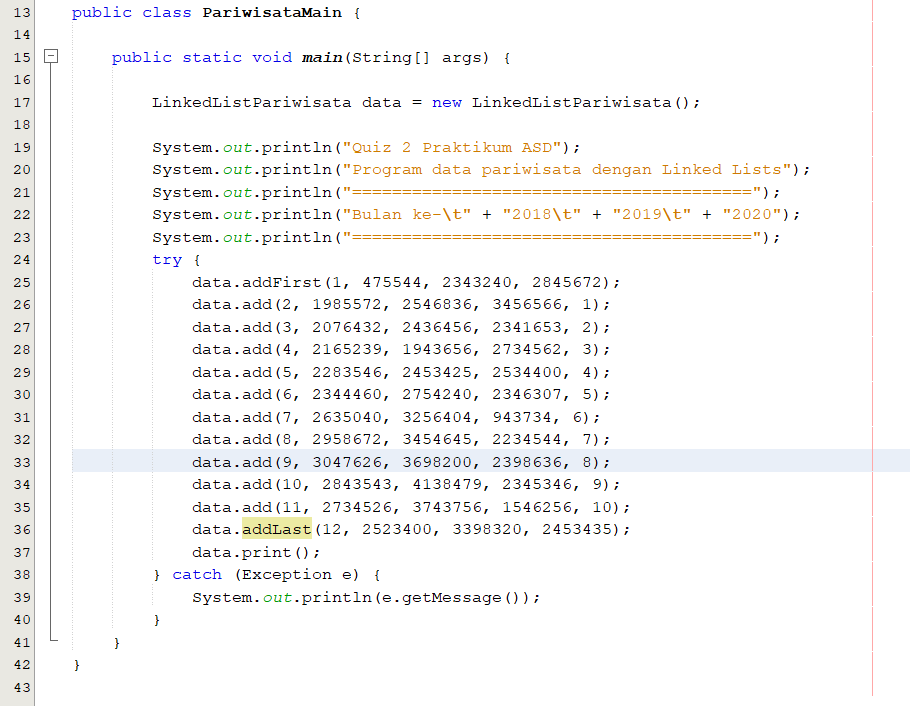 13 public class PariwisataMain {
14
15 public static void main(String[] args) {
16
17 LinkedListPariwisata data = new LinkedListPariwisata();
18
19 System.out.println("Quiz 2 Praktikum ASD");
20 System.out.println("Program data pariwisata dengan Linked Lists");
21 System.out.println("========================================");
22 System.out.println("Bulan ke-\t" + "2018\t" + "2019\t" + "2020");
23 System.out.println("========================================");
24 try {
25 data.addFirst(1, 475544, 2343240, 2845672);
26 data.add(2, 1985572, 2546836, 3456566, 1);
27 data.add(3, 2076432, 2436456, 2341653, 2);
28 data.add(4, 2165239, 1943656, 2734562, 3);
29 data.add(5, 2283546, 2453425, 2534400, 4);
30 data.add(6, 2344460, 2754240, 2346307, 5);
31 data.add(7, 2635040, 3256404, 943734, 6);
32 data.add(8, 2958672, 3454645, 2234544, 7);
33 data.add(9, 3047626, 3698200, 2398636, 8);
34 data.add(10, 2843543, 4138479, 2345346, 9);
35 data.add(11, 2734526, 3743756, 1546256, 10);
36 data.addLast(12, 2523400, 3398320, 2453435);
37 data.print();
38 } catch (Exception e) {
39 System.out.println(e.getMessage());
40 }
41 }
42 }
43